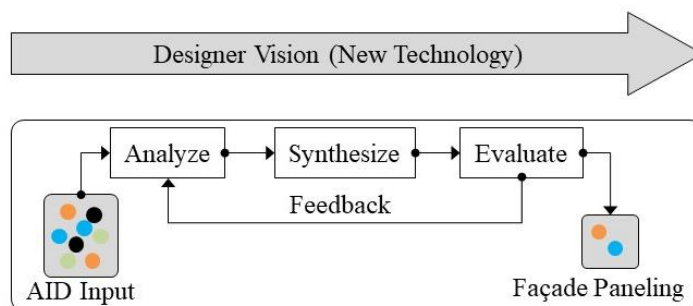 Designer Vision (New Technology)
Analyze
Synthesize
Evaluate
Feedback
AID Input
Façade Paneling